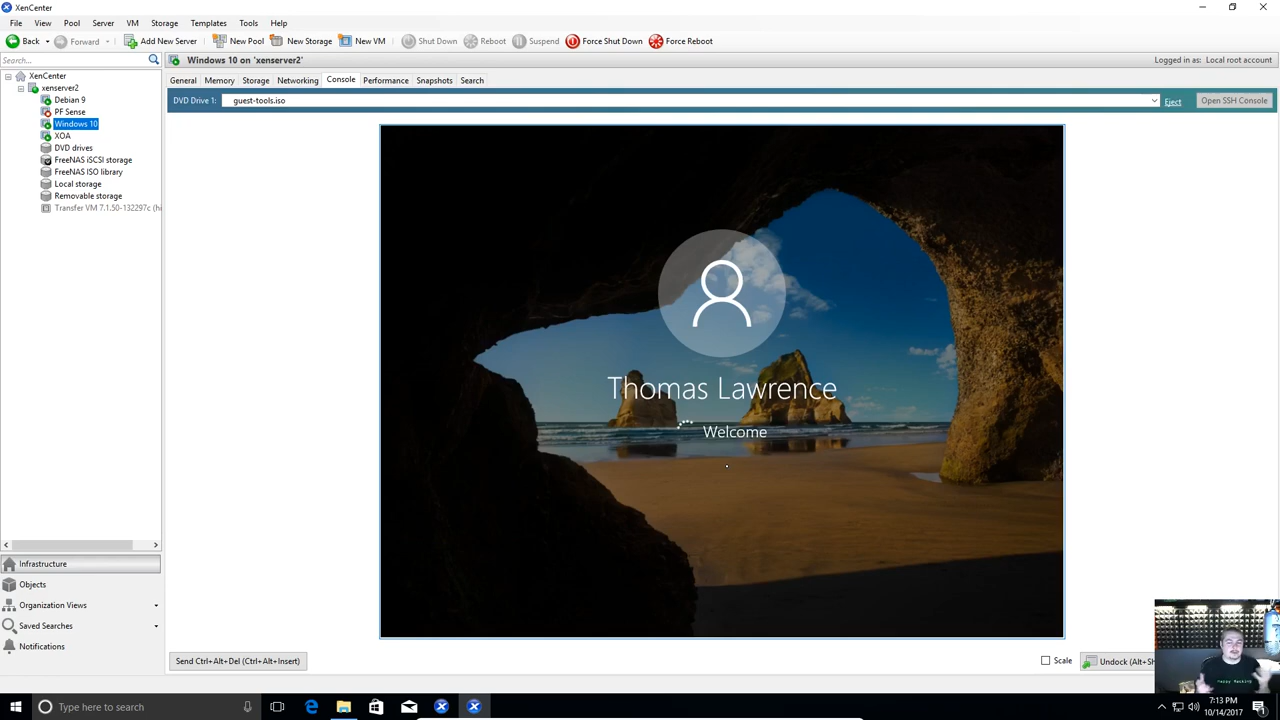 XenCenter
File View Pool Server VM Storage Templates Tools Help
Back Forward Add New Server New Pool New Storage New VM Shut Down Reboot Suspend Force Shut Down Force Reboot
Search...
Windows 10 on 'xenserver2'
Logged in as: Local root account
XenCenter
xenserver2
Debian 9
PF Sense
Windows 10
XOA
DVD drives
FreeNAS iSCSI storage
FreeNAS ISO library
Local storage
Removable storage
Transfer VM 7.1.50-132297c (hi
General Memory Storage Networking Console Performance Snapshots Search
DVD Drive 1: guest-tools.iso Eject Open SSH Console
Thomas Lawrence
Welcome
Infrastructure
Objects
Organization Views
Saved Searches
Notifications
Send Ctrl+Alt+Del (Ctrl+Alt+Insert)
Scale
Undock (Alt+Sh
Type here to search
7:13 PM
10/14/2017
1